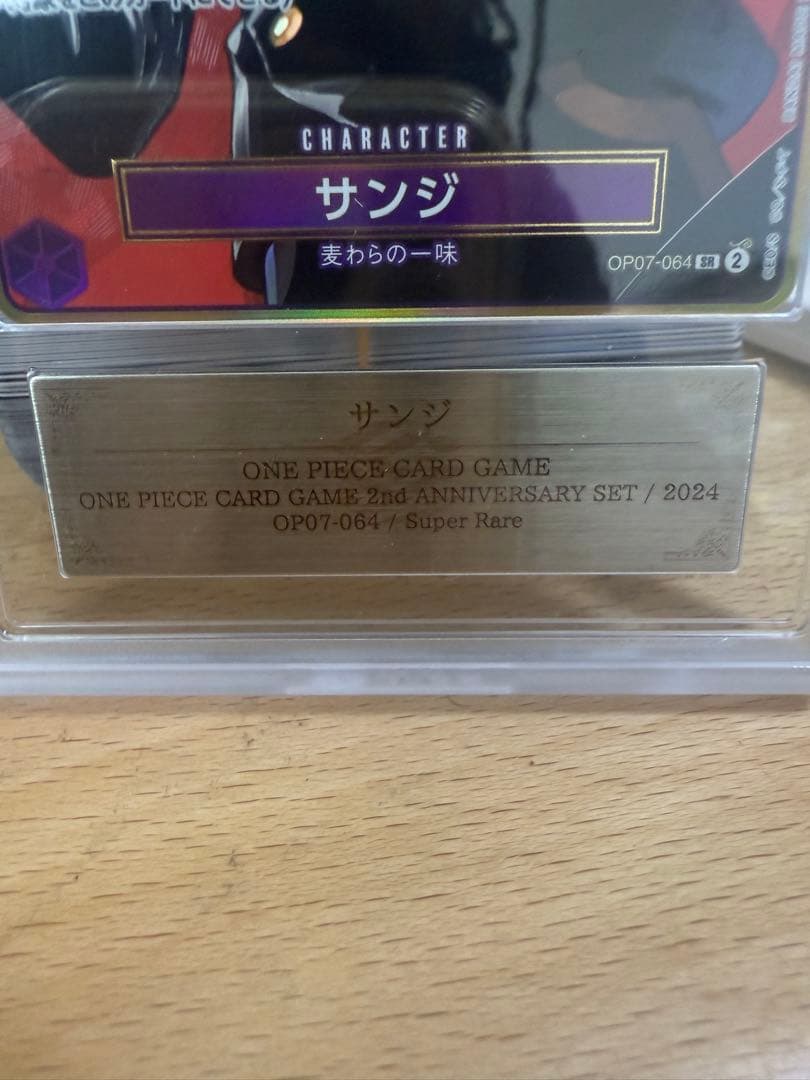 CHARACTER
サンジ
麦わらの一味
OP07-064 SR 2
サンジ
ONE PIECE CARD GAME
ONE PIECE CARD GAME 2nd ANNIVERSARY SET / 2024
OP07-064 / Super Rare